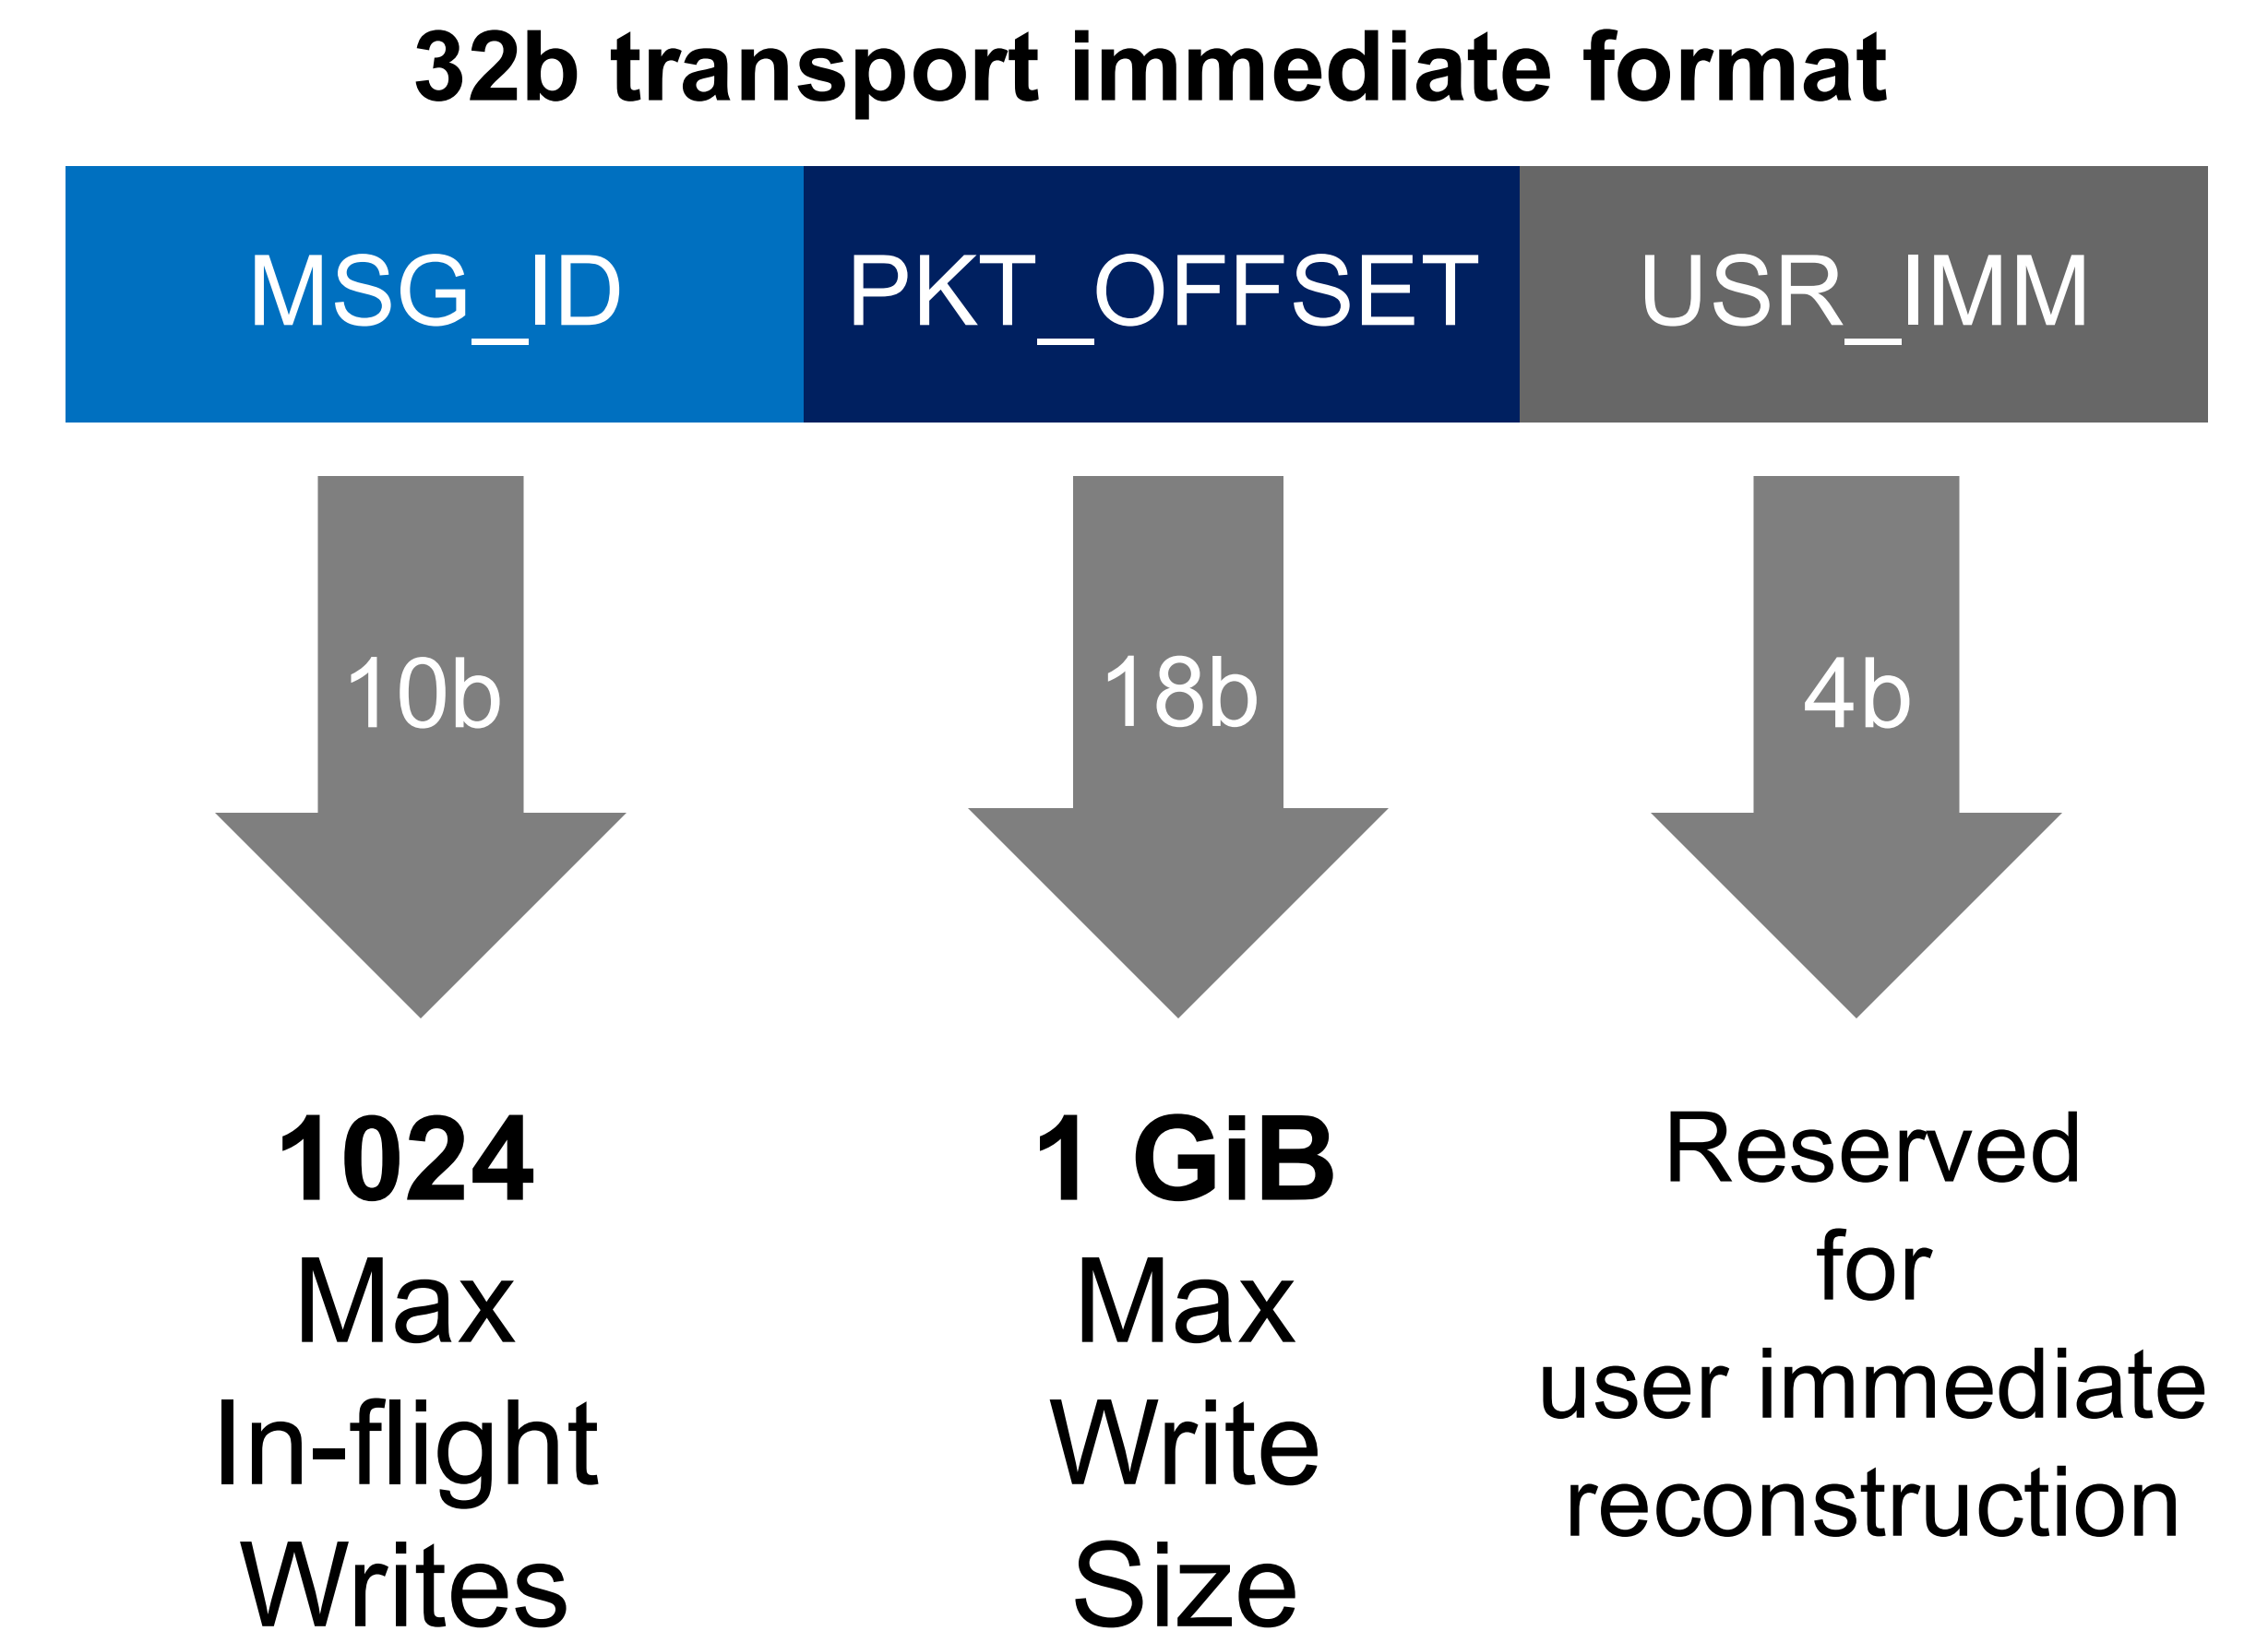 32b transport immediate format
MSG_ID
PKT_OFFSET
USR_IMM
10b
18b
4b
1024
Max
In-flight
Writes
1 GiB
Max
Write
Size
Reserved
for
user immediate
reconstruction